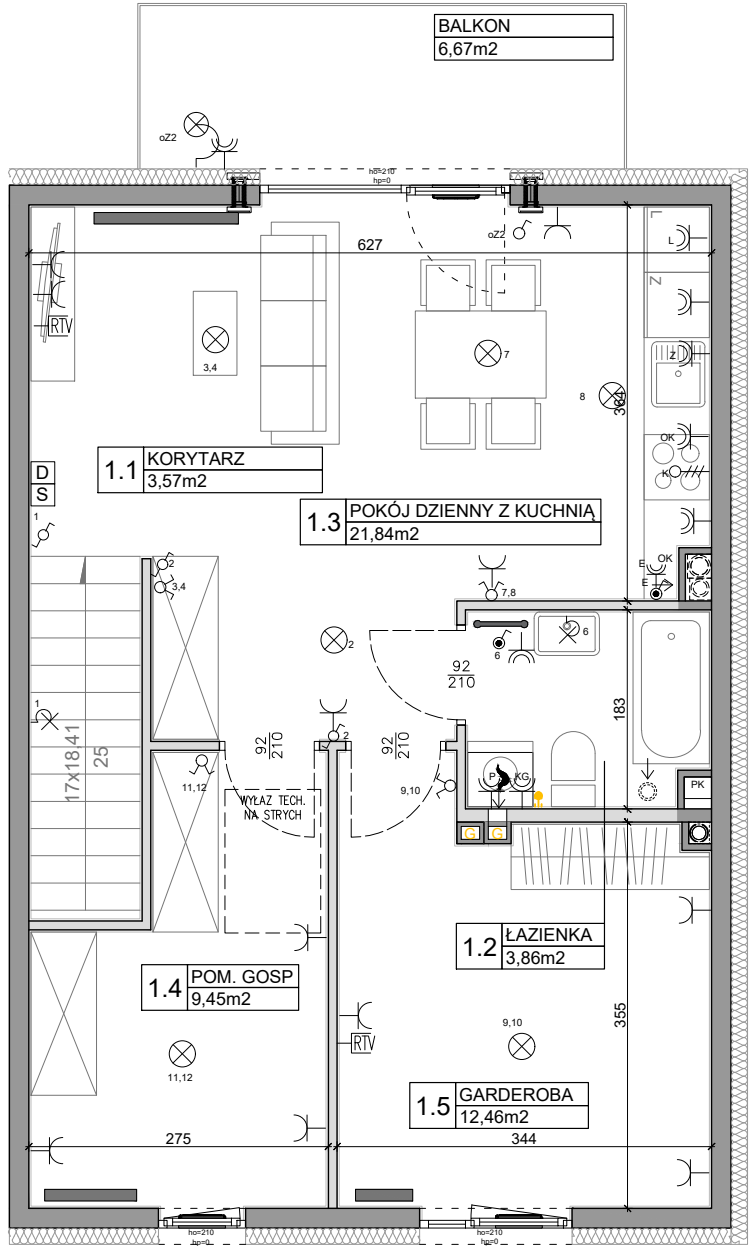 BALKON
6,67m2
oZ2
ho=210
hp=0
oZ2
L
L
627
Z
RTV
3,4
7
Z
8
364
OK
K
1.1
KORYTARZ
3,57m2
D
S
1
1.3
POKÓJ DZIENNY Z KUCHNIĄ
21,84m2
2
3,4
7,8
E
OK
E
2
6
6
92
210
183
1
17x18,41
25
2
92
210
92
210
11,12
9,10
P
KG
PK
WYŁAZ TECH.
NA STRYCH
G
G
1.2
ŁAZIENKA
3,86m2
1.4
POM. GOSP
9,45m2
355
RTV
9,10
11,12
1.5
GARDEROBA
12,46m2
275
344
ho=210
hp=0
ho=210
hp=0